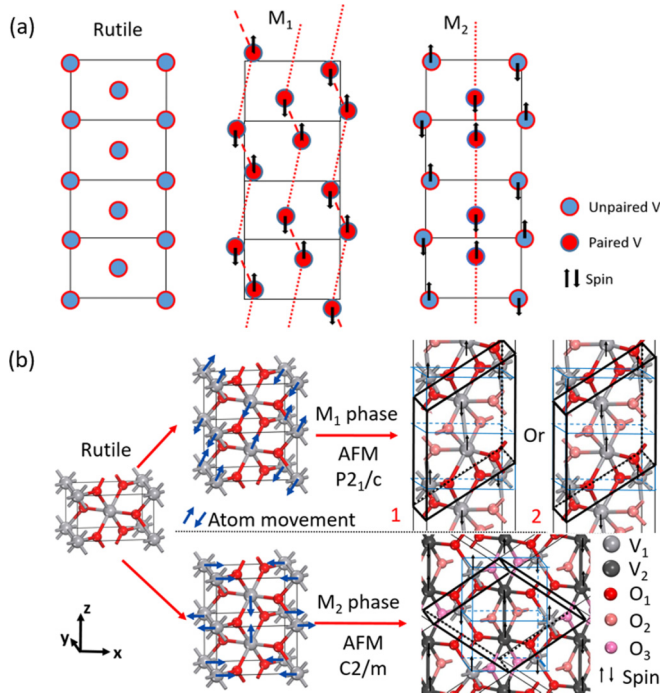 (a)
Rutile
M1
M2
Unpaired V
Paired V
Spin
(b)
Rutile
M1 phase
AFM
P21/c
Or
Atom movement
1
2
M2 phase
AFM
C2/m
V1
V2
O1
O2
O3
Spin
z
y
x